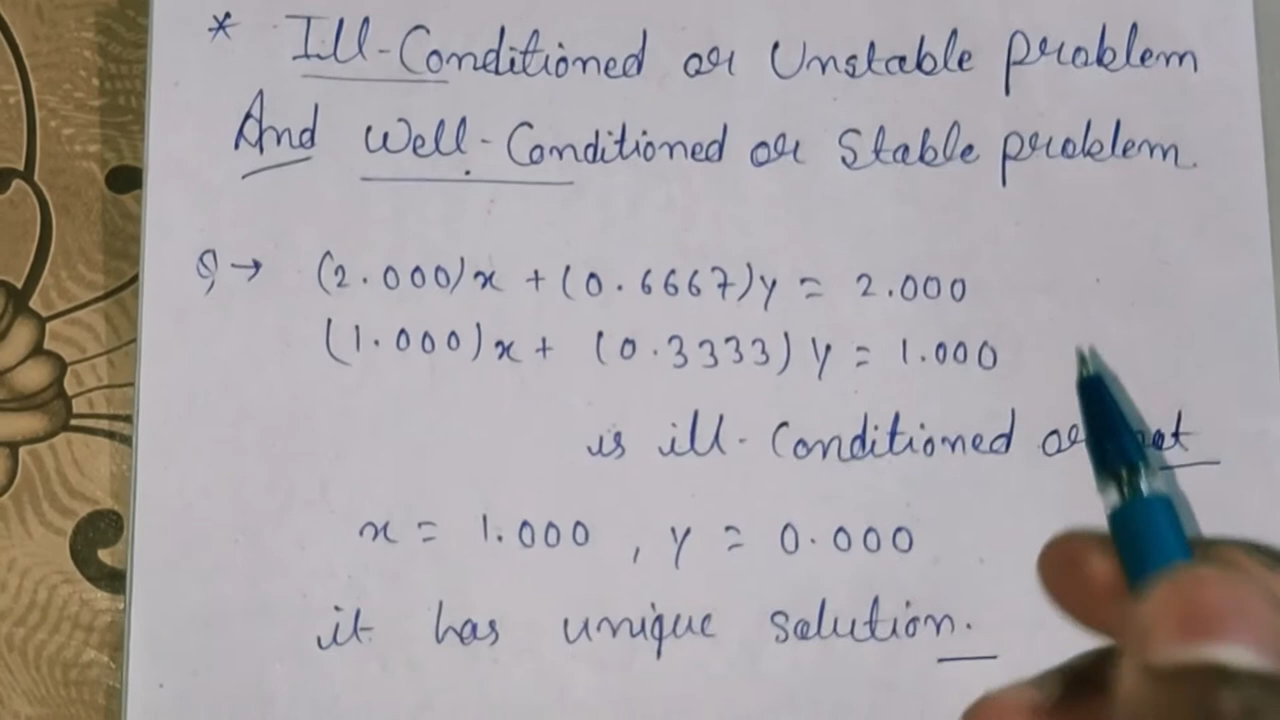 * Ill-Conditioned or Unstable problem
And Well-Conditioned or Stable problem.
Q→ (2.000)x + (0.6667)y = 2.000
(1.000)x + (0.3333) y = 1.000
is ill-Conditioned or not
x = 1.000 , y = 0.000
it has unique solution.